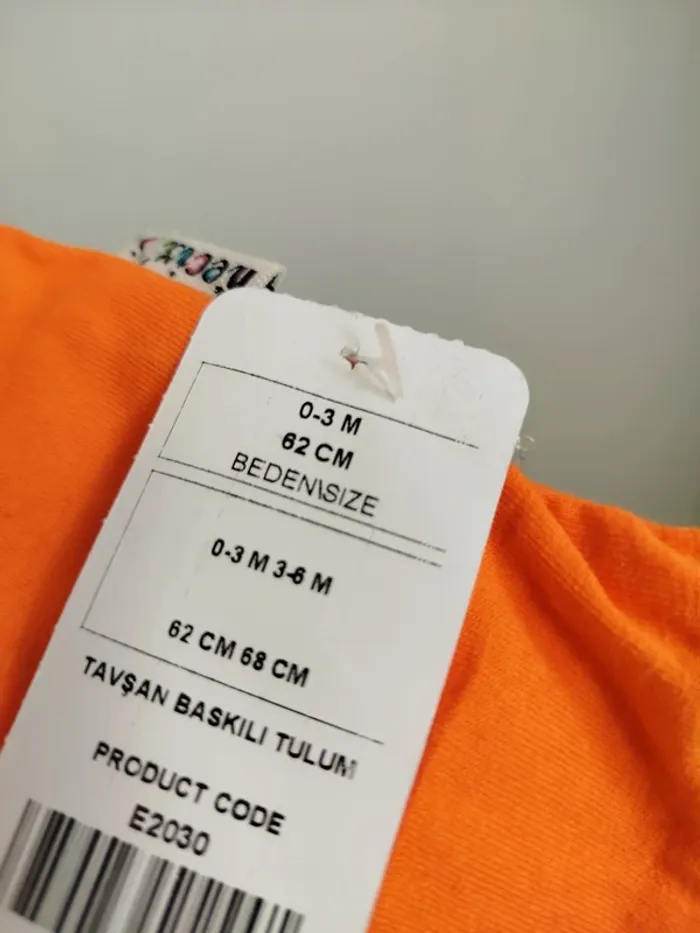 0-3 M
62 CM
BEDEN\SIZE
0-3 M 3-6 M
62 CM 68 CM
TAVŞAN BASKILI TULUM
PRODUCT CODE
E2030